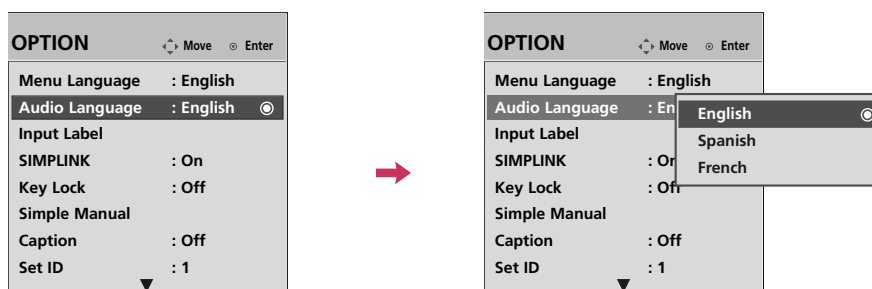 OPTION Move Enter
Menu Language : English
Audio Language : English
Input Label
SIMPLINK : On
Key Lock : Off
Simple Manual
Caption : Off
Set ID : 1
OPTION Move Enter
Menu Language : English
Audio Language : En
Input Label
SIMPLINK : On
Key Lock : Off
Simple Manual
Caption : Off
Set ID : 1
English
Spanish
French